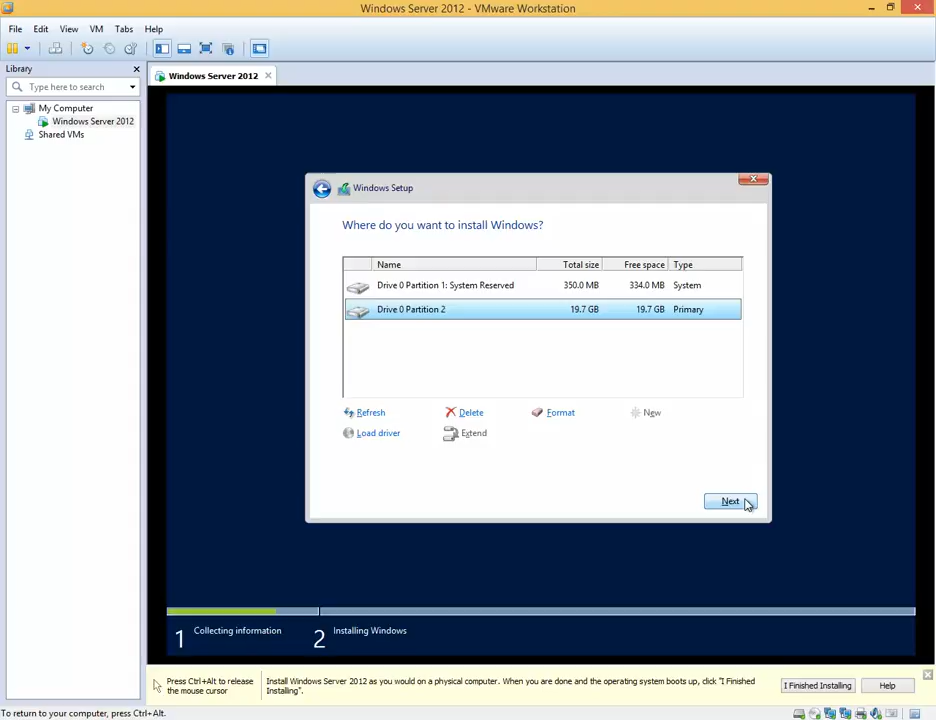 Windows Server 2012 - VMware Workstation
File Edit View VM Tabs Help
Library
Windows Server 2012
Type here to search
My Computer
Windows Server 2012
Shared VMs
Windows Setup
Where do you want to install Windows?
Name Total size Free space Type
Drive 0 Partition 1: System Reserved 350.0 MB 334.0 MB System
Drive 0 Partition 2 19.7 GB 19.7 GB Primary
Refresh Delete Format New
Load driver Extend
Next
1 Collecting information 2 Installing Windows
Press Ctrl+Alt to release
the mouse cursor
Install Windows Server 2012 as you would on a physical computer. When you are done and the operating system boots up, click "I Finished
Installing".
I Finished Installing Help
To return to your computer, press Ctrl+Alt.